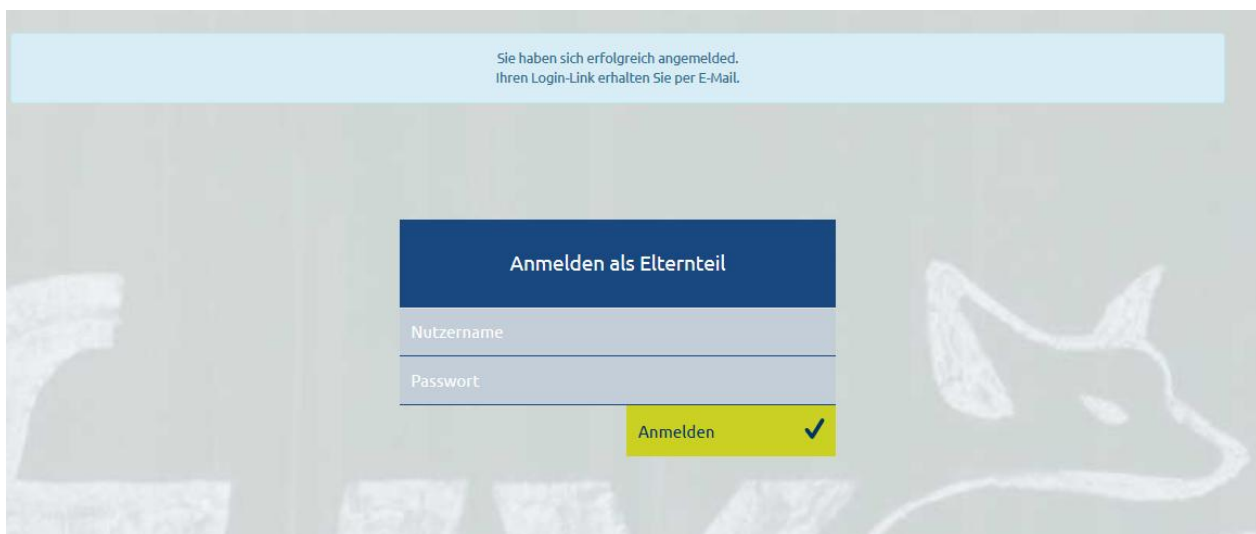 Sie haben sich erfolgreich angemelded.
Ihren Login-Link erhalten Sie per E-Mail.
Anmelden als Elternteil
Nutzername
Passwort
Anmelden